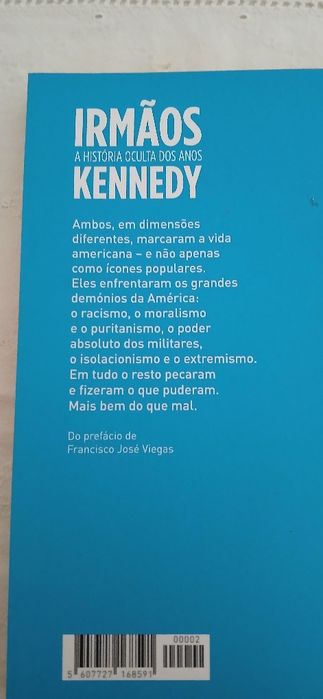 IRMÃOS
A HISTÓRIA OCULTA DOS ANOS
KENNEDY
Ambos, em dimensões
diferentes, marcaram a vida
americana – e não apenas
como ícones populares.
Eles enfrentaram os grandes
demónios da América:
o racismo, o moralismo
e o puritanismo, o poder
absoluto dos militares,
o isolacionismo e o extremismo.
Em tudo o resto pecaram
e fizeram o que puderam.
Mais bem do que mal.
Do prefácio de
Francisco José Viegas
00002
5 607727 168591